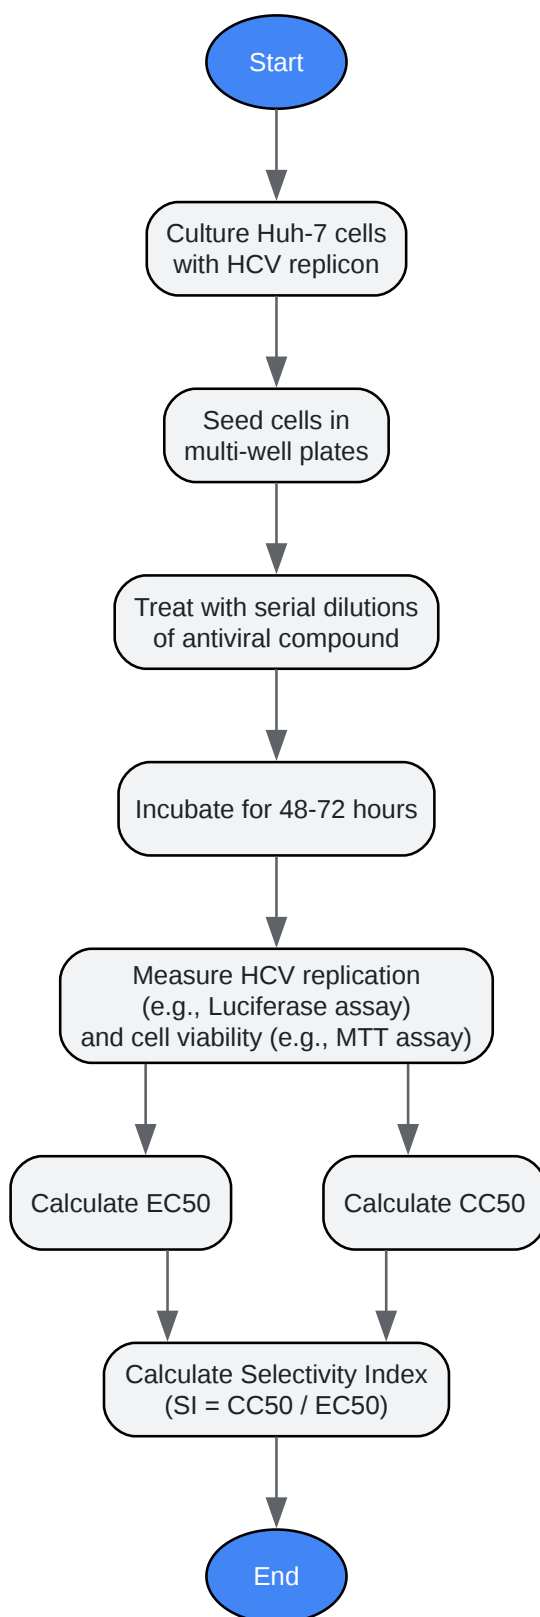 Start
Culture Huh-7 cells
with HCV replicon
Seed cells in
multi-well plates
Treat with serial dilutions
of antiviral compound
Incubate for 48-72 hours
Measure HCV replication
(e.g., Luciferase assay)
and cell viability (e.g., MTT assay)
Calculate EC50
Calculate CC50
Calculate Selectivity Index
(SI = CC50 / EC50)
End